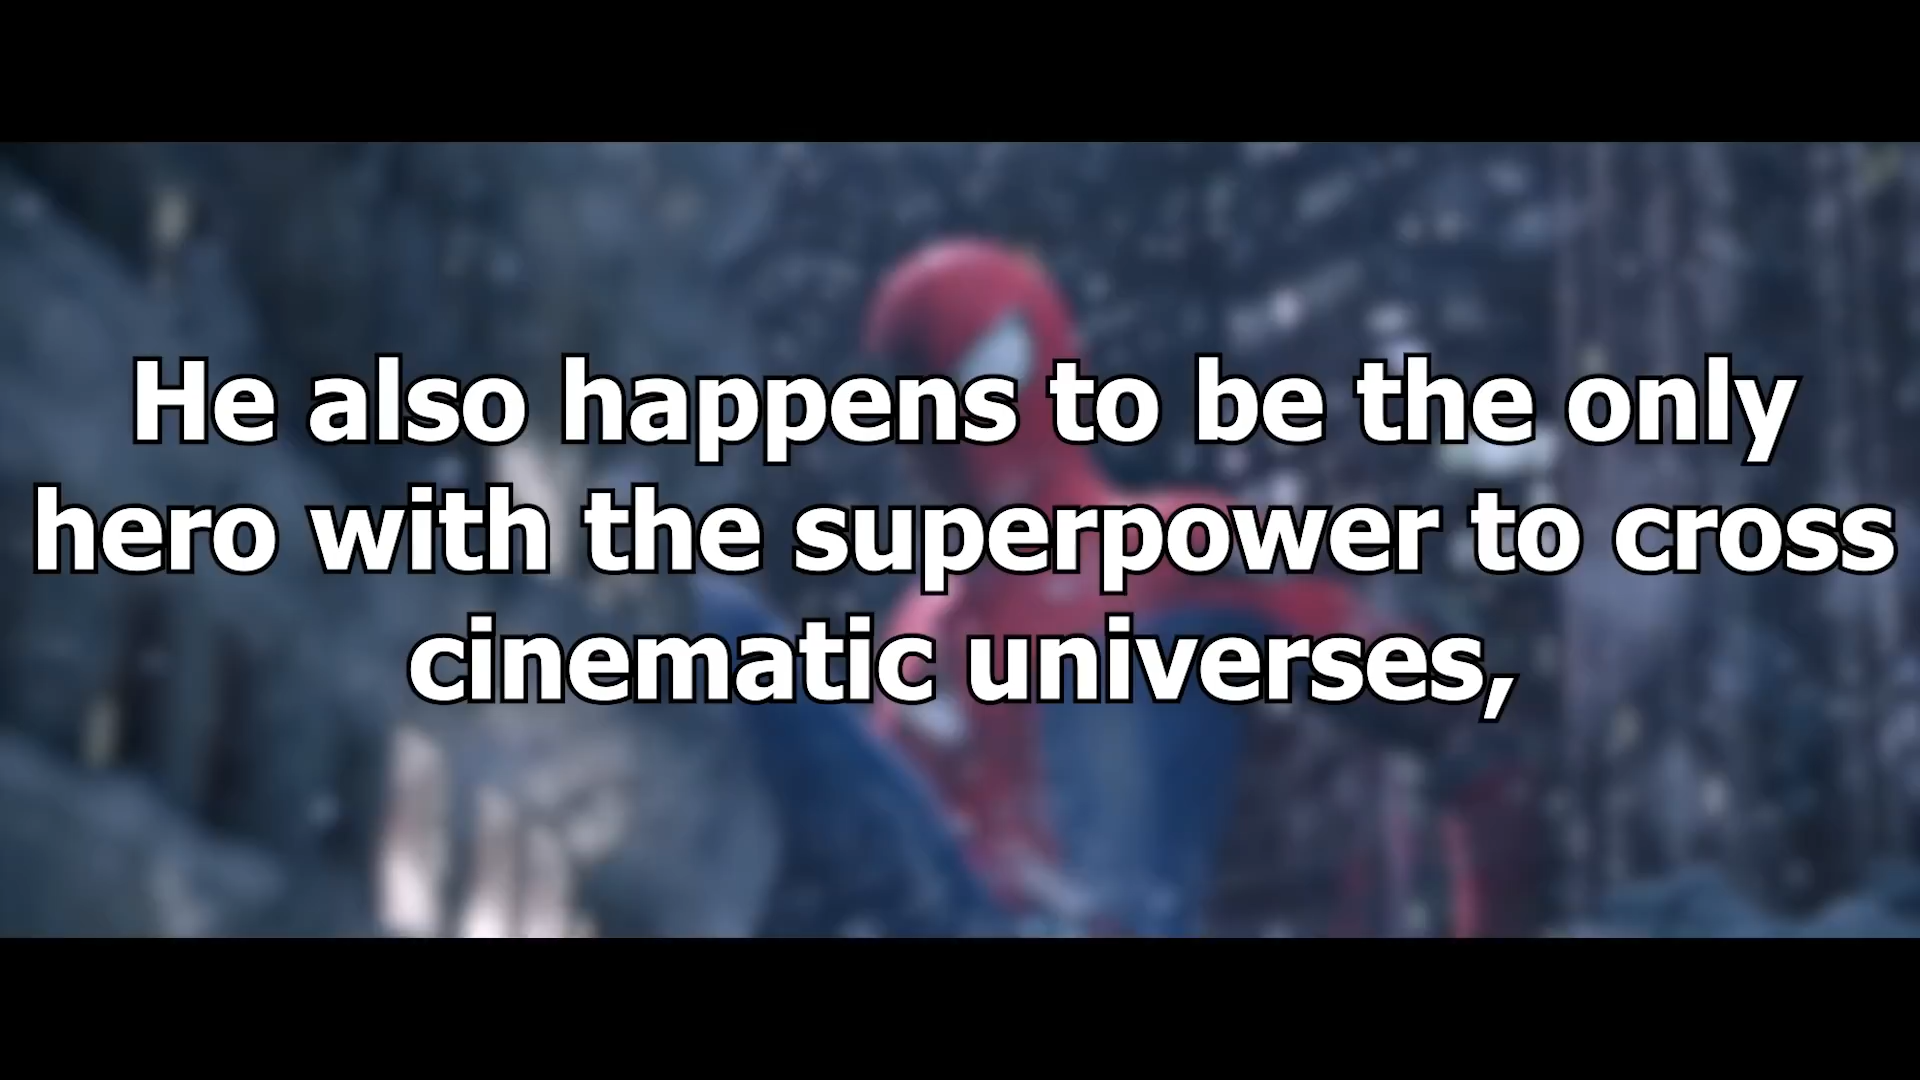 He also happens to be the only
hero with the superpower to cross
cinematic universes,